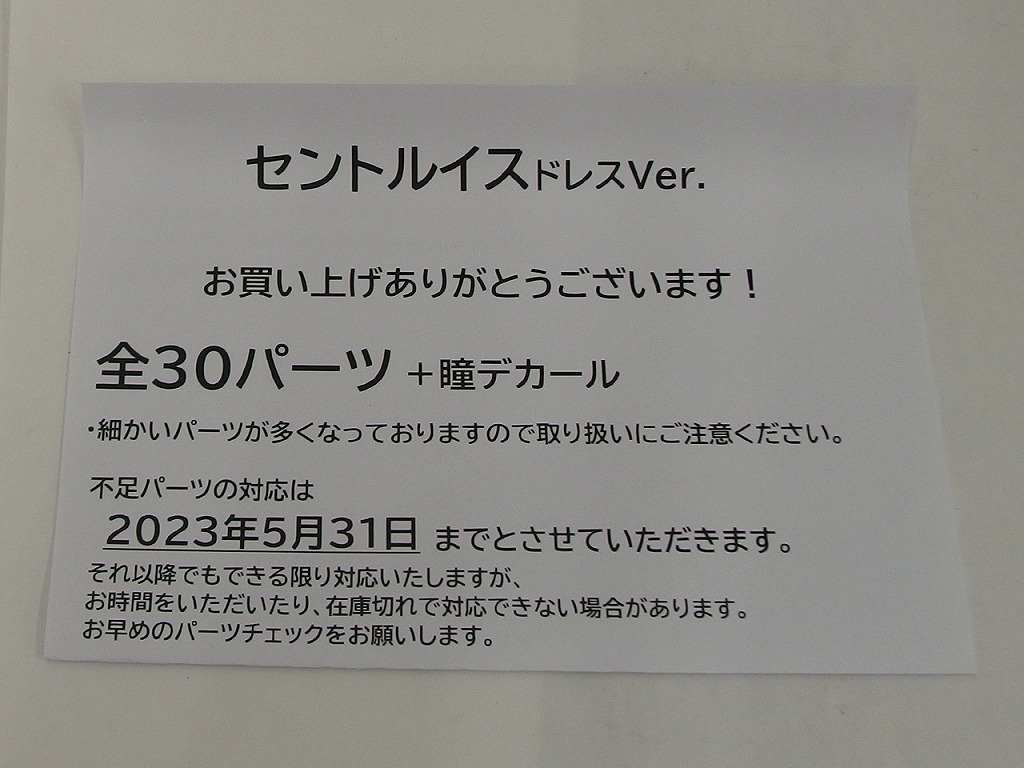 セントルイスドレスVer.
お買い上げありがとうございます！
全30パーツ +瞳デカール
・細かいパーツが多くなっておりますので取り扱いにご注意ください。
不足パーツの対応は
2023年5月31日 までとさせていただきます。
それ以降でもできる限り対応いたしますが、
お時間をいただいたり、在庫切れで対応できない場合があります。
お早めのパーツチェックをお願いします。